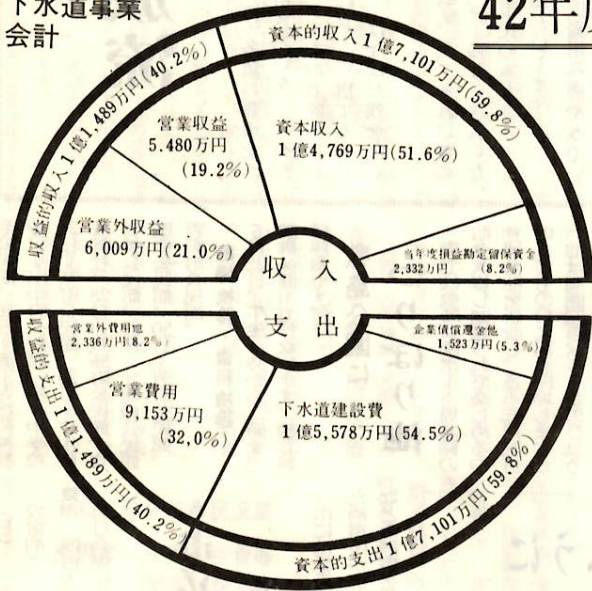 下水道事業
会計
42年度
収益的収入1億1,489万円(40.2%)
資本的収入1億7,101万円(59.8%)
営業収益
5.480万円
(19.2%)
資本収入
1億4,769万円(51.6%)
営業外収益
6,009万円(21.0%)
当年度損益勘定留保資金
2,332万円 (8.2%)
収入
支出
営業外費用他
2,336万円(8.2%)
企業債償還金他
1,523万円(5.3%)
営業費用
9,153万円
(32,0%)
下水道建設費
1億5,578万円(54.5%)
収益的支出1億1,489万円(40.2%)
資本的支出1億7,101万円(59.8%)